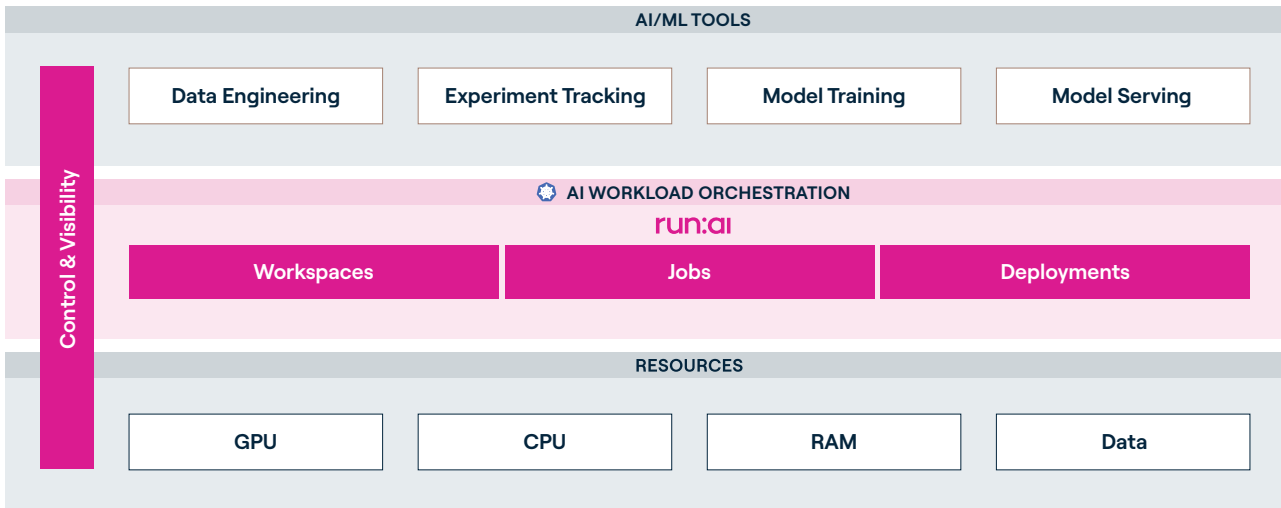 AI/ML TOOLS
Data Engineering
Experiment Tracking
Model Training
Model Serving
Control & Visibility
AI WORKLOAD ORCHESTRATION
run:ai
Workspaces
Jobs
Deployments
RESOURCES
GPU
CPU
RAM
Data